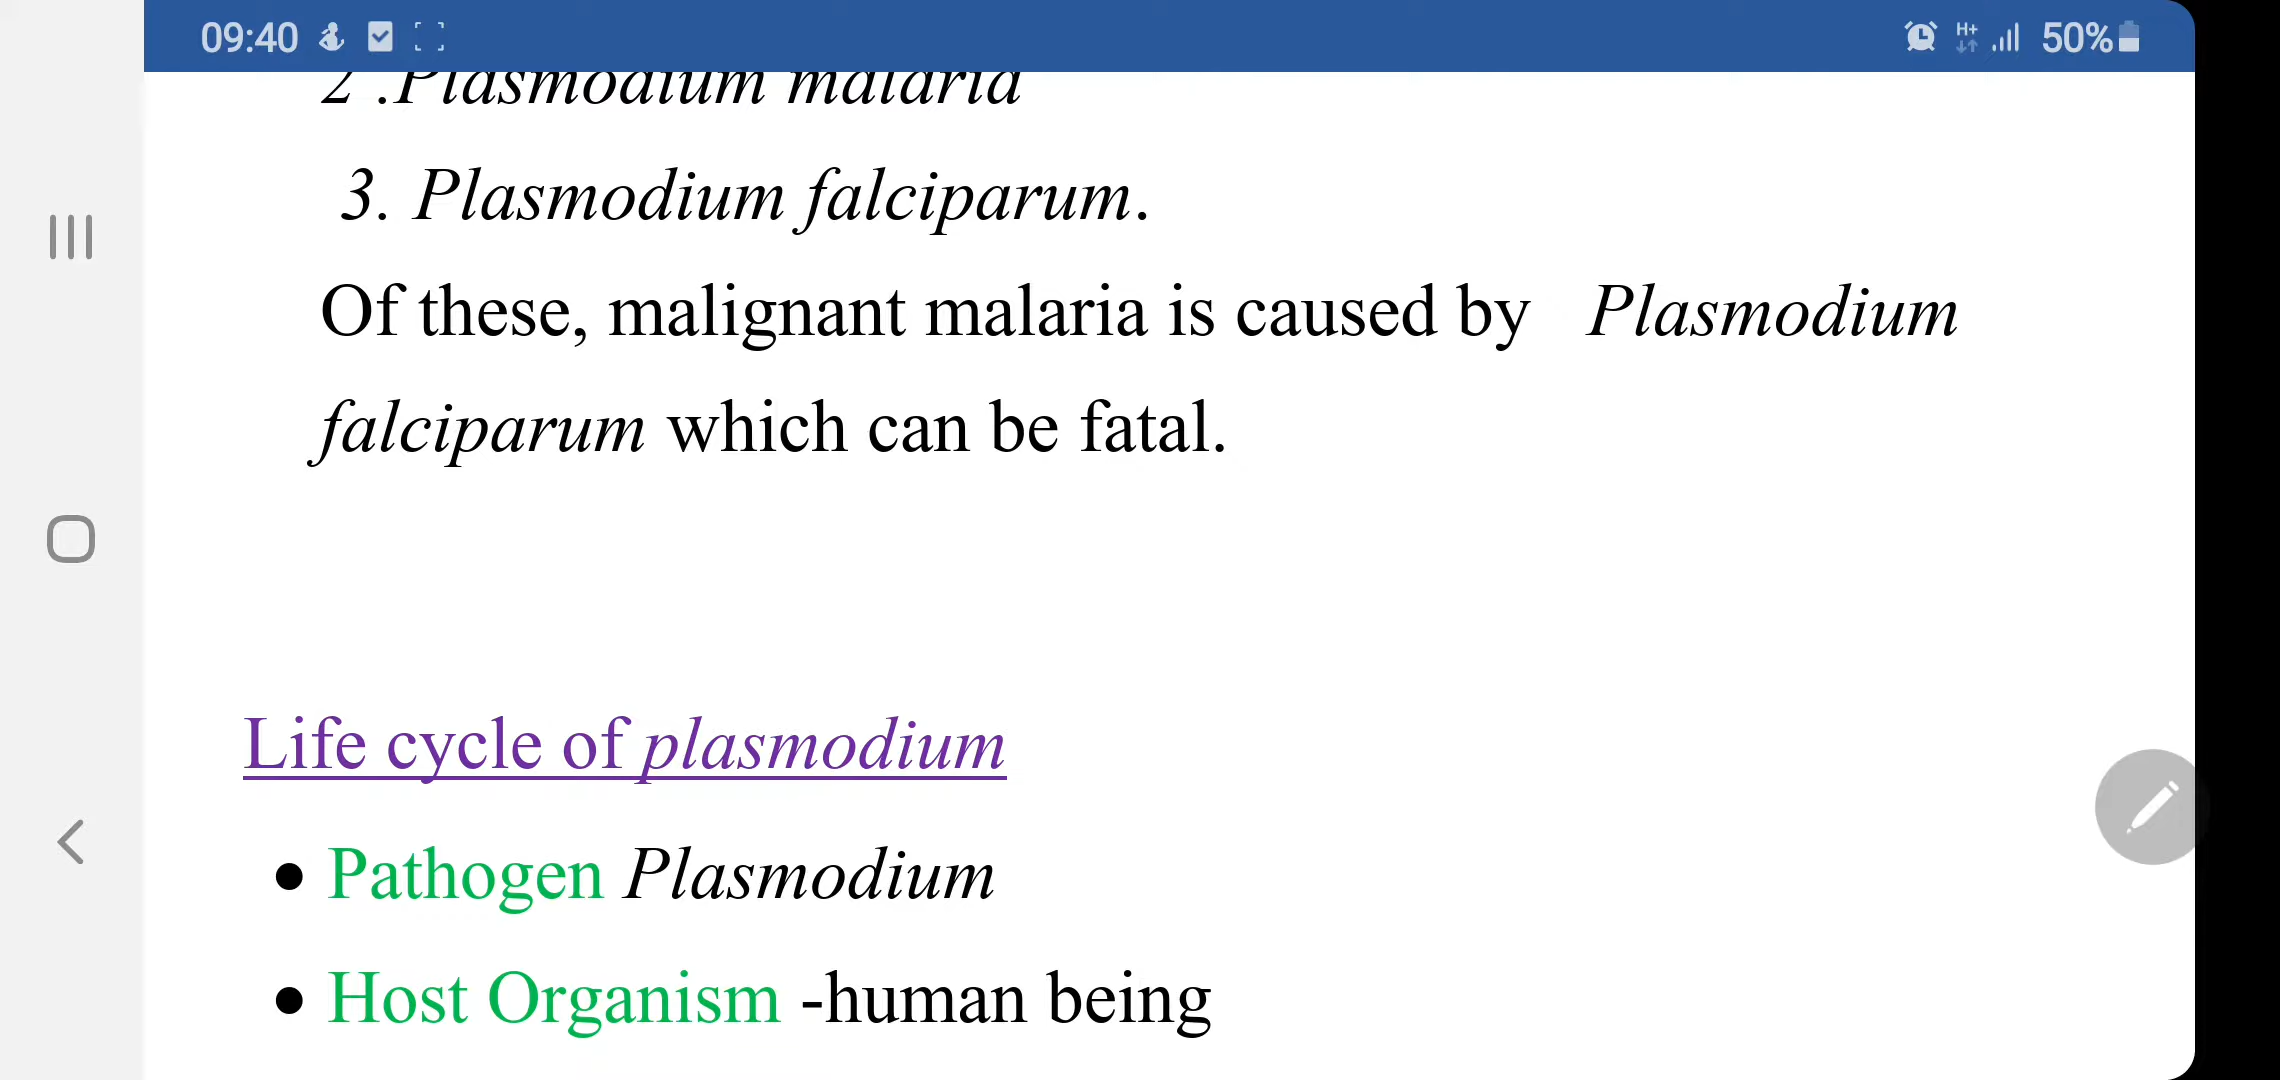 09:40
H+ 50%
2 .Plasmodium malaria
3. Plasmodium falciparum.
Of these, malignant malaria is caused by Plasmodium
falciparum which can be fatal.
Life cycle of plasmodium
• Pathogen Plasmodium
• Host Organism -human being